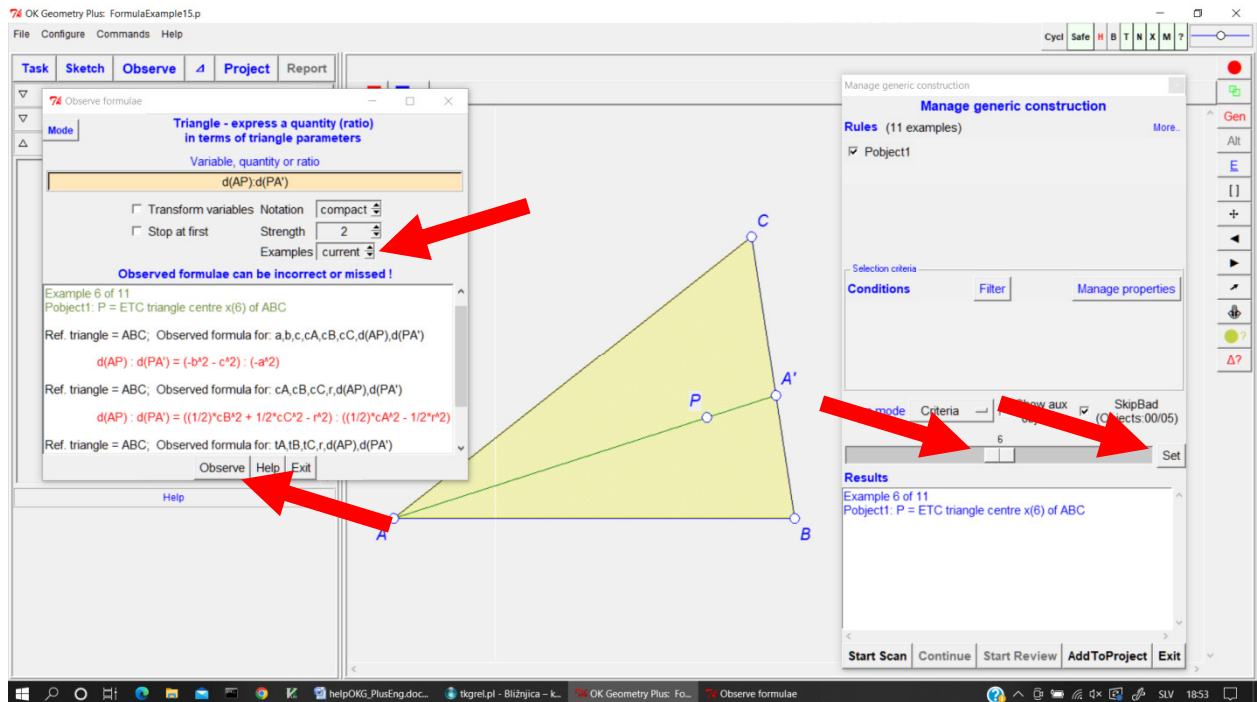 OK Geometry Plus: FormulaExample15.p
File Configure Commands Help
Cycl Safe H B T N X M ?
Task Sketch Observe Project Report
Observe formulae
Mode
Triangle - express a quantity (ratio)
in terms of triangle parameters
Variable, quantity or ratio
d(AP):d(PA')
Transform variables Notation compact
Stop at first Strength 2
Examples current
Observed formulae can be incorrect or missed !
Example 6 of 11
Pobject1: P = ETC triangle centre x(6) of ABC
Ref. triangle = ABC; Observed formula for: a,b,c,cA,cB,cC,d(AP),d(PA')
d(AP) : d(PA') = (-b^2 - c^2) : (-a^2)
Ref. triangle = ABC; Observed formula for: cA,cB,cC,r,d(AP),d(PA')
d(AP) : d(PA') = ((1/2)*cB^2 + 1/2*cC^2 - r^2) : ((1/2)*cA^2 - 1/2*r^2)
Ref. triangle = ABC; Observed formula for: tA,tB,tC,r,d(AP),d(PA')
Observe Help Exit
Help
C
A'
P
A
B
Manage generic construction
Manage generic construction
Rules (11 examples)
More..
Pobject1
Selection criteria
Conditions Filter Manage properties
mode Criteria Show aux SkipBad
(Objects:00/05)
6
Set
Results
Example 6 of 11
Pobject1: P = ETC triangle centre x(6) of ABC
Start Scan Continue Start Review AddToProject Exit
Gen
Alt
E
[ ]
?
Δ?
helpOKG_PlusEng.doc... tkgrel.pl - Bližnjica – k... OK Geometry Plus: Fo... Observe formulae
SLV 18:53